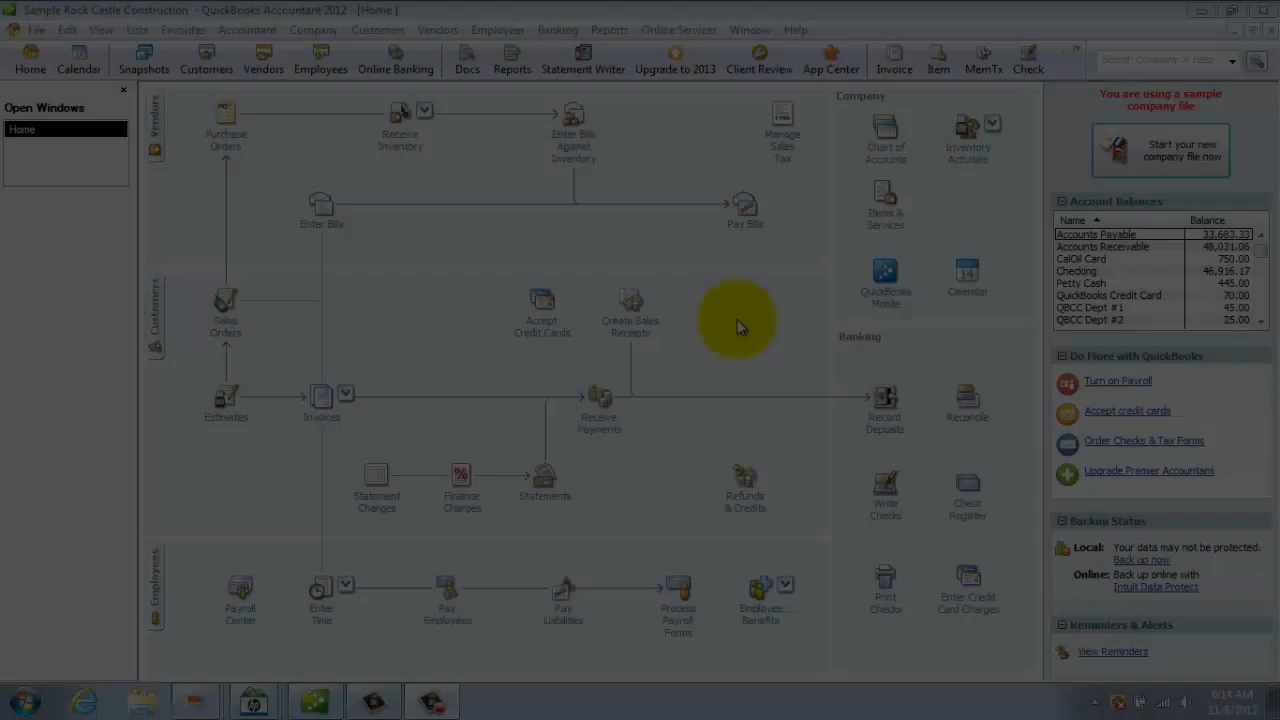 Sample Rock Castle Construction - QuickBooks Accountant 2012 - [Home ]
File Edit View Lists Favorites Accountant Company Customers Vendors Employees Banking Reports Online Services Window Help
Home Calendar Snapshots Customers Vendors Employees Online Banking Docs Reports Statement Writer Upgrade to 2013 Client Review App Center Invoice Item MemTx Check
Search Company or Help
Open Windows
Home
Vendors
Purchase
Orders
Receive
Inventory
Enter Bills
Against
Inventory
Manage
Sales
Tax
Enter Bills
Pay Bills
Customers
Sales
Orders
Accept
Credit Cards
Create Sales
Receipts
Estimates
Invoices
Receive
Payments
Statement
Charges
Finance
Charges
Statements
Refunds
& Credits
Employees
Payroll
Center
Enter
Time
Pay
Employees
Pay
Liabilities
Process
Payroll
Forms
Employee
Benefits
Company
Chart of
Accounts
Inventory
Activities
Items &
Services
QuickBooks
Mobile
14
Calendar
Banking
Record
Deposits
Reconcile
Write
Checks
Check
Register
Print
Checks
Enter Credit
Card Charges
You are using a sample
company file
Start your new
company file now
Account Balances
Name Balance
Accounts Payable 33,683.33
Accounts Receivable 48,031.06
CalOil Card 750.00
Checking 46,916.17
Petty Cash 445.00
QuickBooks Credit Card 70.00
QBCC Dept #1 45.00
QBCC Dept #2 25.00
Do More with QuickBooks
Turn on Payroll
Accept credit cards
Order Checks & Tax Forms
Upgrade Premier Accountant
Backup Status
Local: Your data may not be protected.
Back up now
Online: Back up online with
Intuit Data Protect
Reminders & Alerts
View Reminders
6:14 AM
11/8/2012